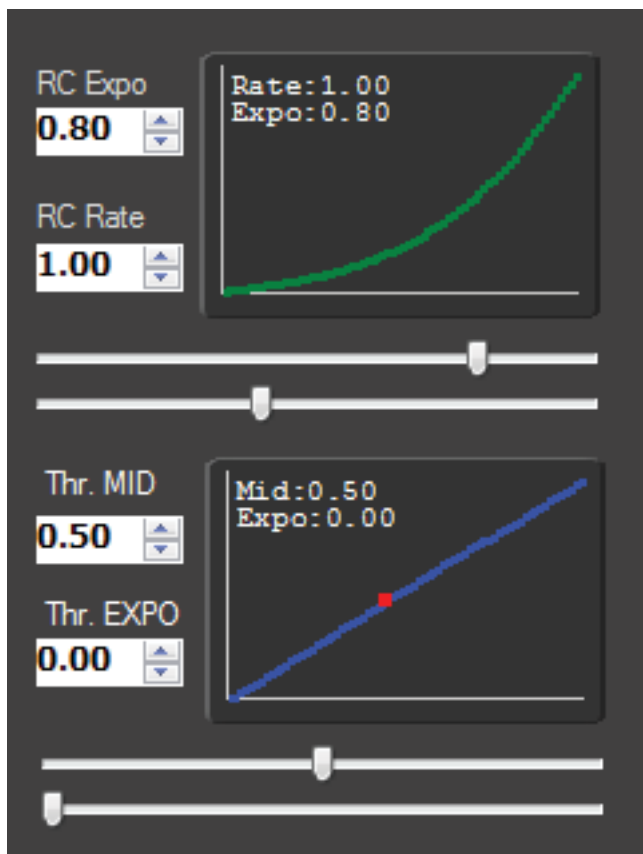 RC Expo
0.80
RC Rate
1.00
Rate:1.00
Expo:0.80
Thr. MID
0.50
Thr. EXPO
0.00
Mid:0.50
Expo:0.00